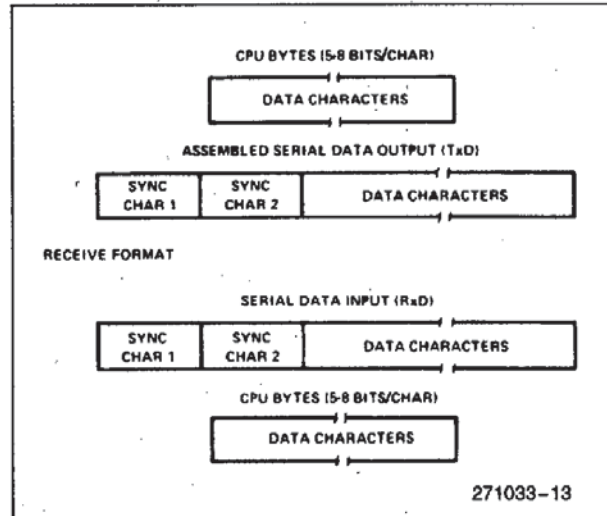 CPU BYTES (5-8 BITS/CHAR)
DATA CHARACTERS
ASSEMBLED SERIAL DATA OUTPUT (TxD)
SYNC CHAR 1
SYNC CHAR 2
DATA CHARACTERS
RECEIVE FORMAT
SERIAL DATA INPUT (RxD)
SYNC CHAR 1
SYNC CHAR 2
DATA CHARACTERS
CPU BYTES (5-8 BITS/CHAR)
DATA CHARACTERS
271033-13